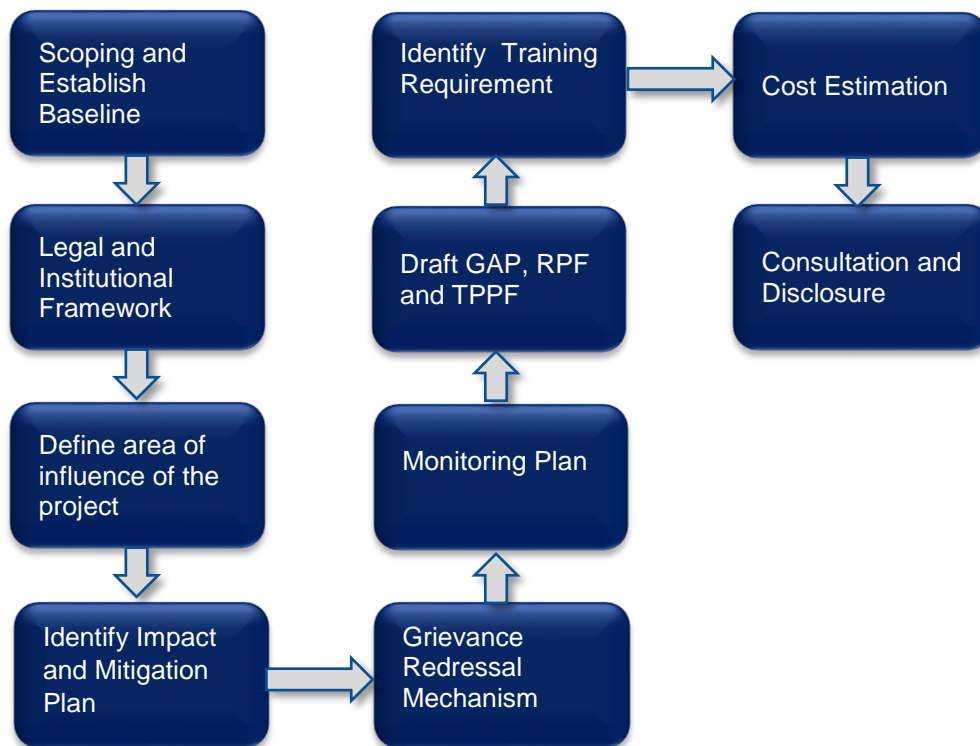 Scoping and
Establish
Baseline
Legal and
Institutional
Framework
Define area of
influence of the
project
Identify Impact
and Mitigation
Plan
Grievance
Redressal
Mechanism
Monitoring Plan
Draft GAP, RPF
and TPPF
Identify Training
Requirement
Cost Estimation
Consultation and
Disclosure